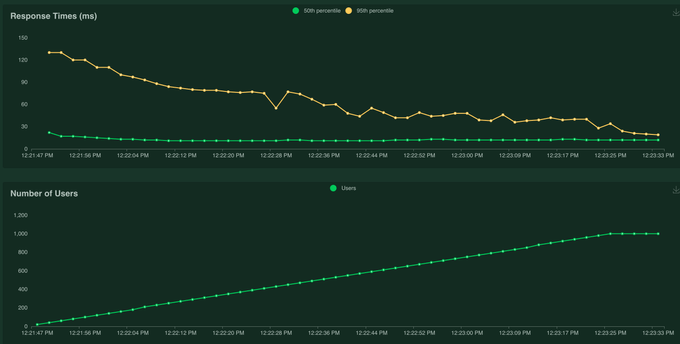 50th percentile 95th percentile
Response Times (ms)
150
120
90
60
30
0
12:21:47 PM 12:21:56 PM 12:22:04 PM 12:22:12 PM 12:22:20 PM 12:22:28 PM 12:22:36 PM 12:22:44 PM 12:22:52 PM 12:23:00 PM 12:23:09 PM 12:23:17 PM 12:23:25 PM 12:23:33 PM
Users
Number of Users
1,200
1,000
800
600
400
200
0
12:21:47 PM 12:21:56 PM 12:22:04 PM 12:22:12 PM 12:22:20 PM 12:22:28 PM 12:22:36 PM 12:22:44 PM 12:22:52 PM 12:23:00 PM 12:23:09 PM 12:23:17 PM 12:23:25 PM 12:23:33 PM